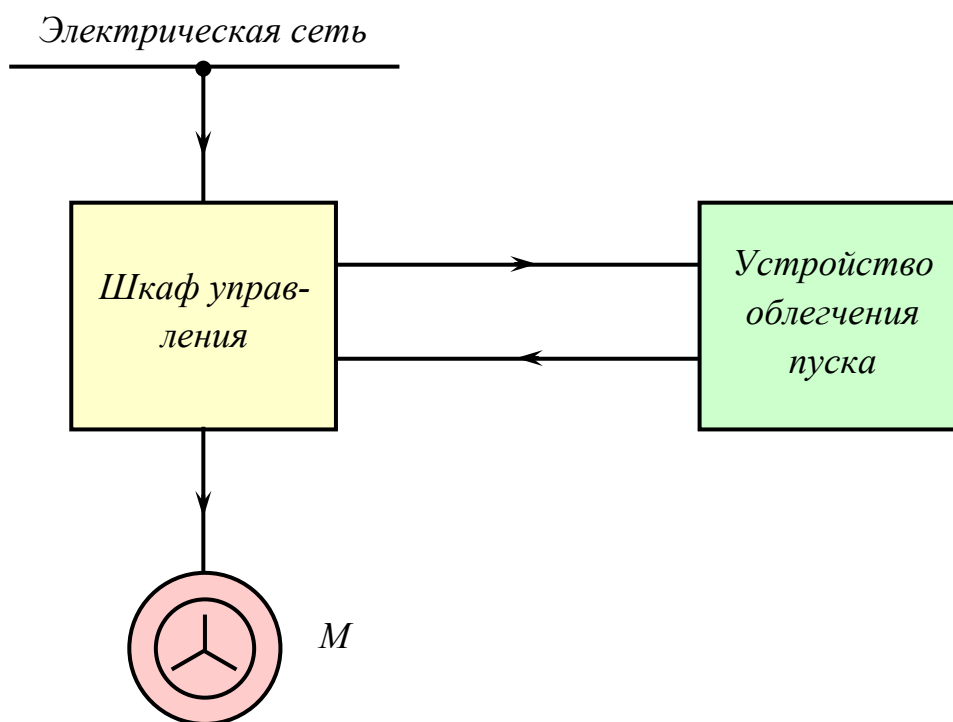 Электрическая сеть
Шкаф управ-
ления
Устройство
облегчения
пуска
М